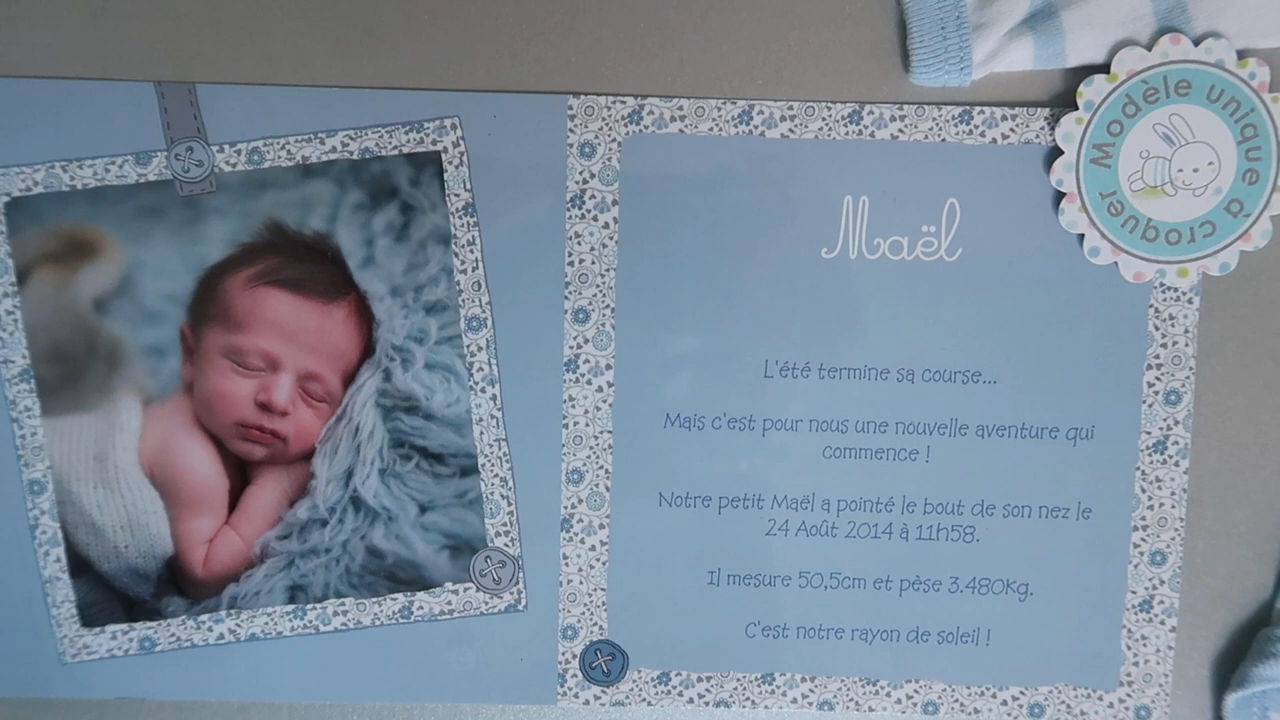 Modèle unique à croquer
Maël
L'été termine sa course...
Mais c'est pour nous une nouvelle aventure qui
commence !
Notre petit Maël a pointé le bout de son nez le
24 Août 2014 à 11h58.
Il mesure 50,5cm et pèse 3.480Kg.
C'est notre rayon de soleil !